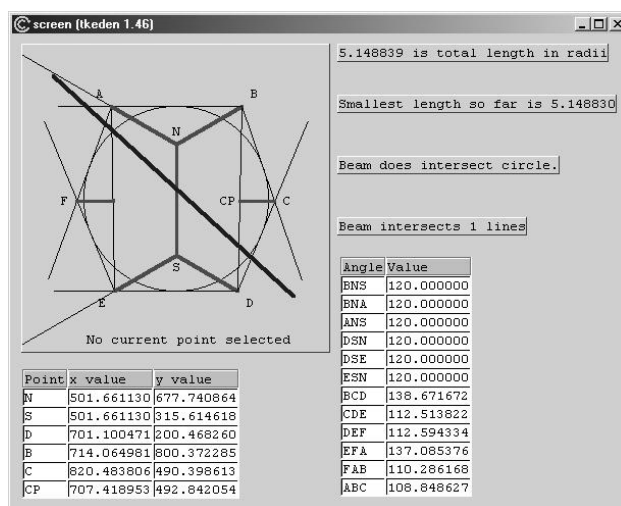 screen (tkeden 1.46)
5.148839 is total length in radii
Smallest length so far is 5.148830
Beam does intersect circle.
Beam intersects 1 lines
A
B
N
F
CP
C
S
E
D
No current point selected
Point x value y value
N 501.661130 677.740864
S 501.661130 315.614618
D 701.100471 200.468260
B 714.064981 800.372285
C 820.483806 490.398613
CP 707.418953 492.842054
Angle Value
BNS 120.000000
BNA 120.000000
ANS 120.000000
DSN 120.000000
DSE 120.000000
ESN 120.000000
BCD 138.671672
CDE 112.513822
DEF 112.594334
EFA 137.085376
FAB 110.286168
ABC 108.848627